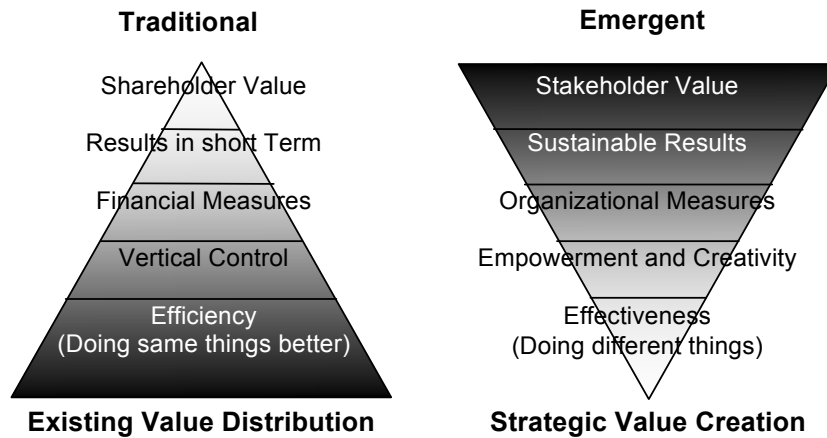 Traditional
Shareholder Value
Results in short Term
Financial Measures
Vertical Control
Efficiency
(Doing same things better)
Existing Value Distribution
Emergent
Stakeholder Value
Sustainable Results
Organizational Measures
Empowerment and Creativity
Effectiveness
(Doing different things)
Strategic Value Creation